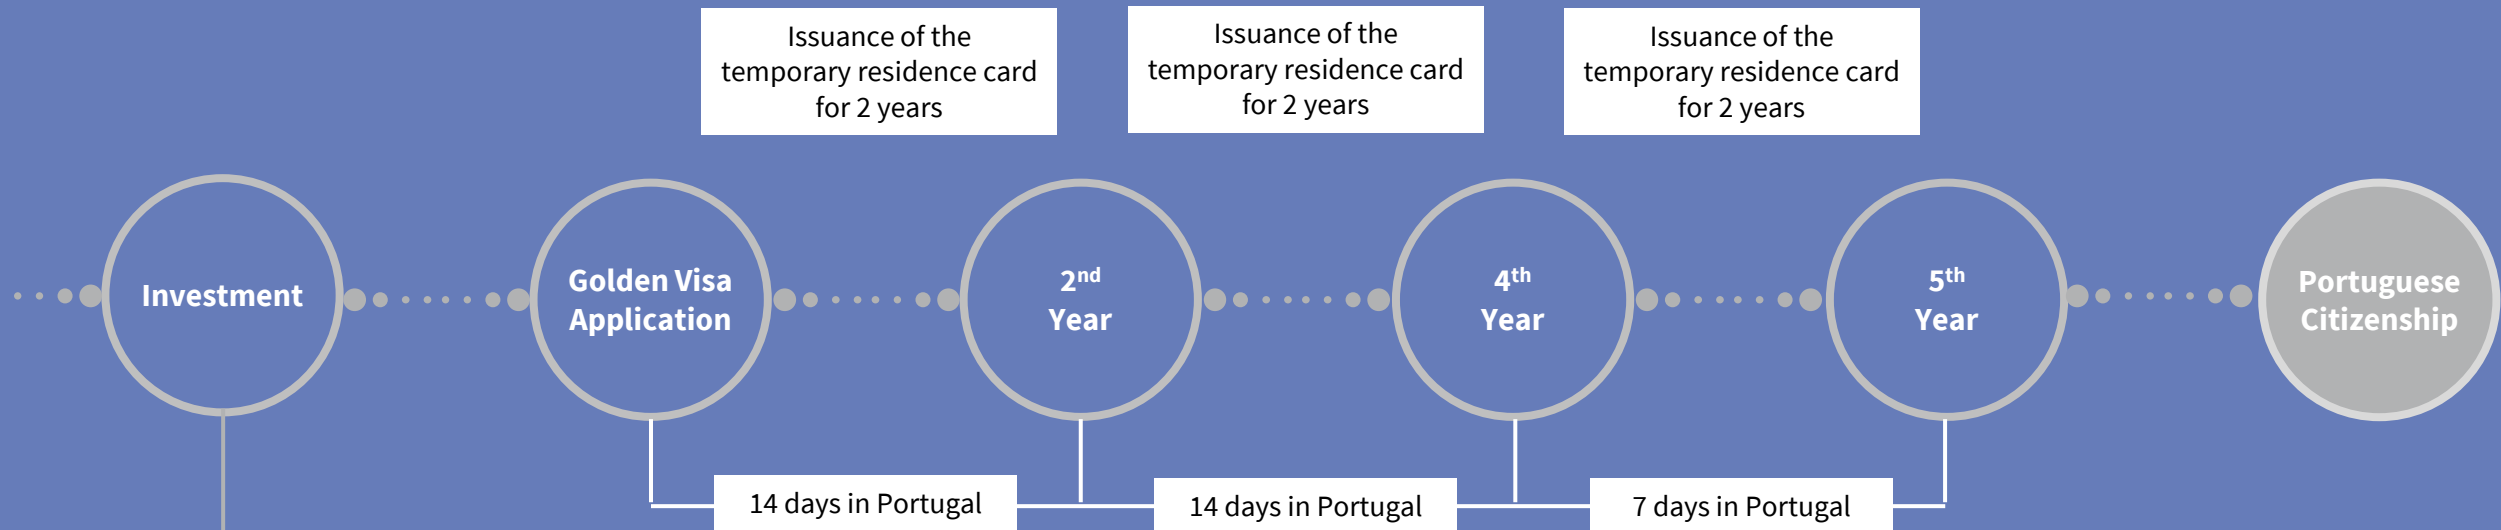 Issuance of the
temporary residence card
for 2 years
Issuance of the
temporary residence card
for 2 years
Issuance of the
temporary residence card
for 2 years
Investment
Golden Visa
Application
2nd
Year
4th
Year
5th
Year
Portuguese
Citizenship
14 days in Portugal
14 days in Portugal
7 days in Portugal